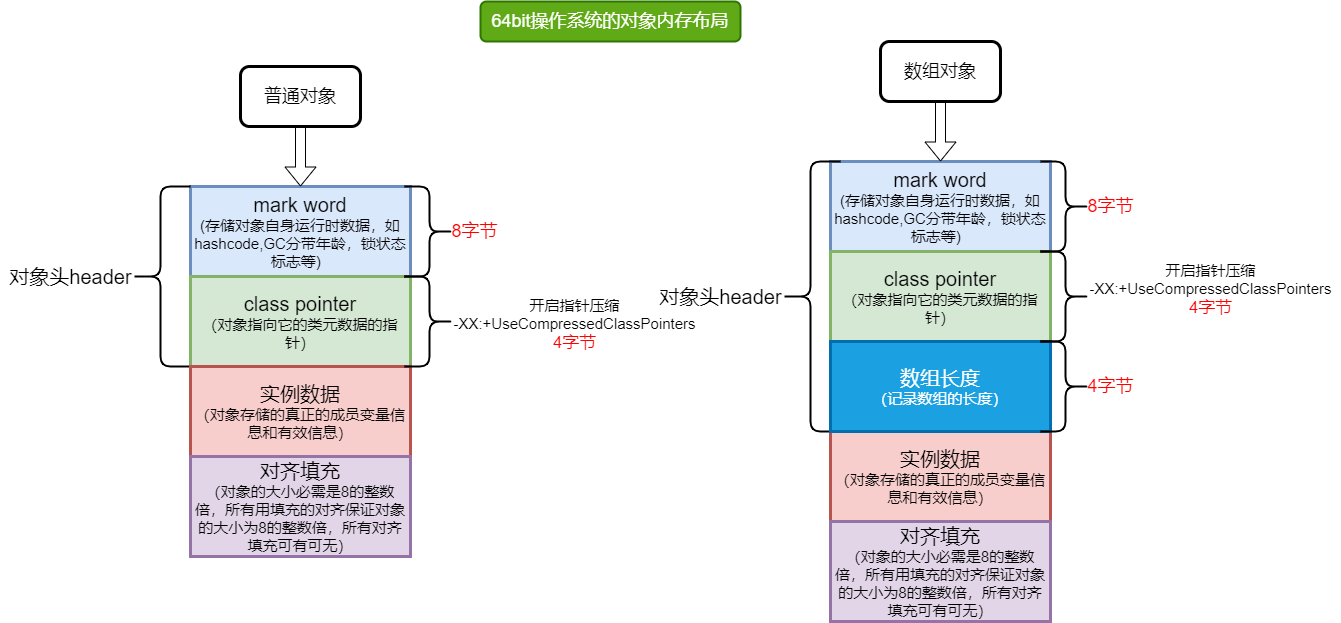 64bit操作系统的对象内存布局
普通对象
对象头header
mark word
(存储对象自身运行时数据，如
hashcode,GC分带年龄，锁状态
标志等)
8字节
class pointer
(对象指向它的类元数据的指
针)
开启指针压缩
-XX:+UseCompressedClassPointers
4字节
实例数据
(对象存储的真正的成员变量信
息和有效信息)
对齐填充
(对象的大小必需是8的整数
倍，所有用填充的对齐保证对象
的大小为8的整数倍，所有对齐
填充可有可无)
数组对象
对象头header
mark word
(存储对象自身运行时数据，如
hashcode,GC分带年龄，锁状态
标志等)
8字节
class pointer
(对象指向它的类元数据的指
针)
开启指针压缩
-XX:+UseCompressedClassPointers
4字节
数组长度
(记录数组的长度)
4字节
实例数据
(对象存储的真正的成员变量信
息和有效信息)
对齐填充
(对象的大小必需是8的整数
倍，所有用填充的对齐保证对象
的大小为8的整数倍，所有对齐
填充可有可无)